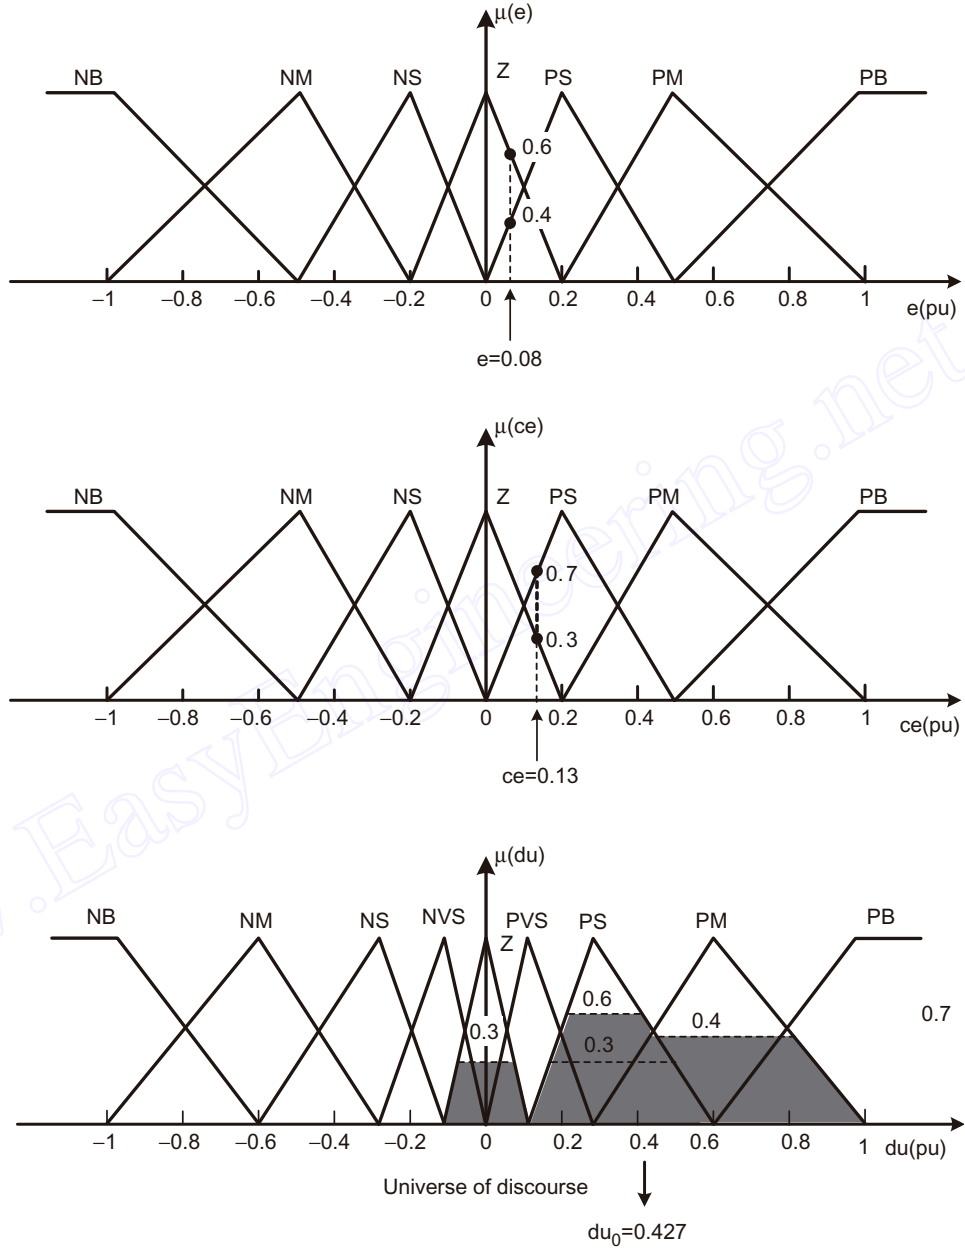 μ(e)
NB NM NS Z PS PM PB
0.6
0.4
–1 –0.8 –0.6 –0.4 –0.2 0 0.2 0.4 0.6 0.8 1
e(pu)
e=0.08
μ(ce)
NB NM NS Z PS PM PB
0.7
0.3
–1 –0.8 –0.6 –0.4 –0.2 0 0.2 0.4 0.6 0.8 1
ce(pu)
ce=0.13
μ(du)
NB NM NS NVS Z PVS PS PM PB
0.6
0.4
0.7
0.3
0.3
–1 –0.8 –0.6 –0.4 –0.2 0 0.2 0.4 0.6 0.8 1
du(pu)
Universe of discourse
du₀=0.427
.EasyEngineering.net